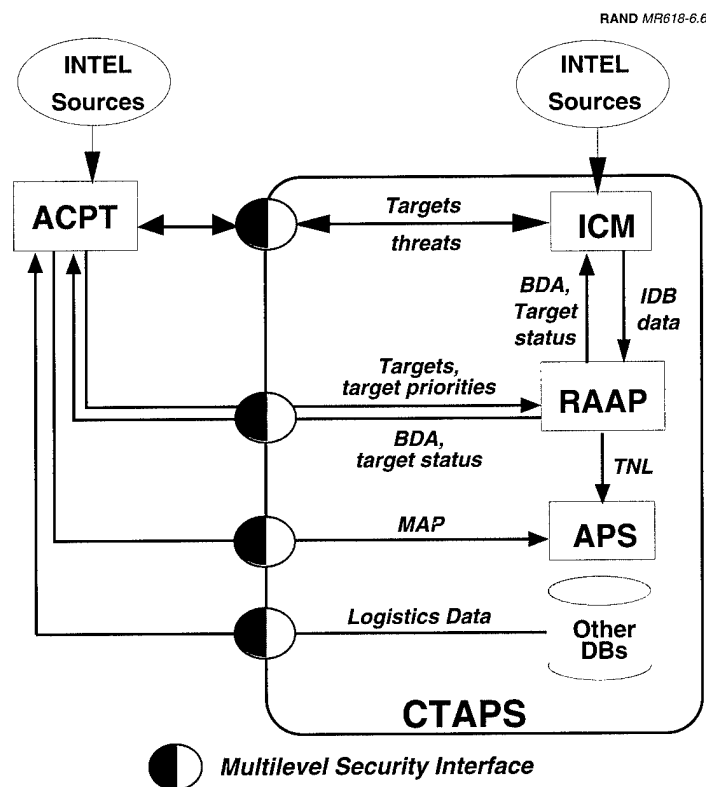 RAND MR618-6.6
INTEL
Sources
INTEL
Sources
ACPT
Targets
threats
ICM
BDA,
Target
status
IDB
data
Targets,
target priorities
RAAP
BDA,
target status
TNL
MAP
APS
Logistics Data
Other
DBs
CTAPS
Multilevel Security Interface